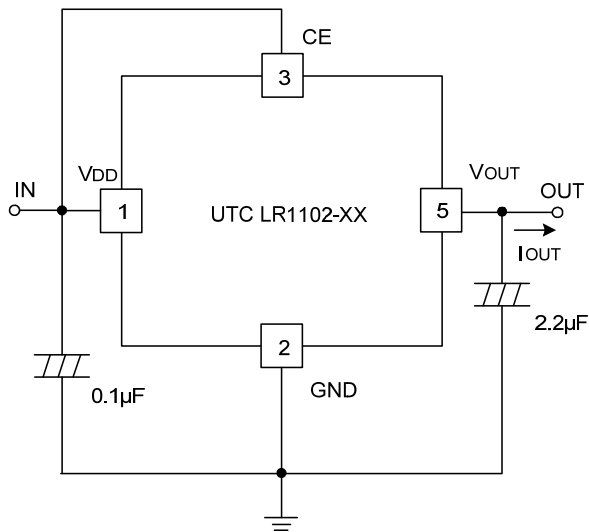 CE
3
VDD
VOUT
IN
OUT
1
UTC LR1102-XX
5
IOUT
2.2µF
2
0.1µF
GND